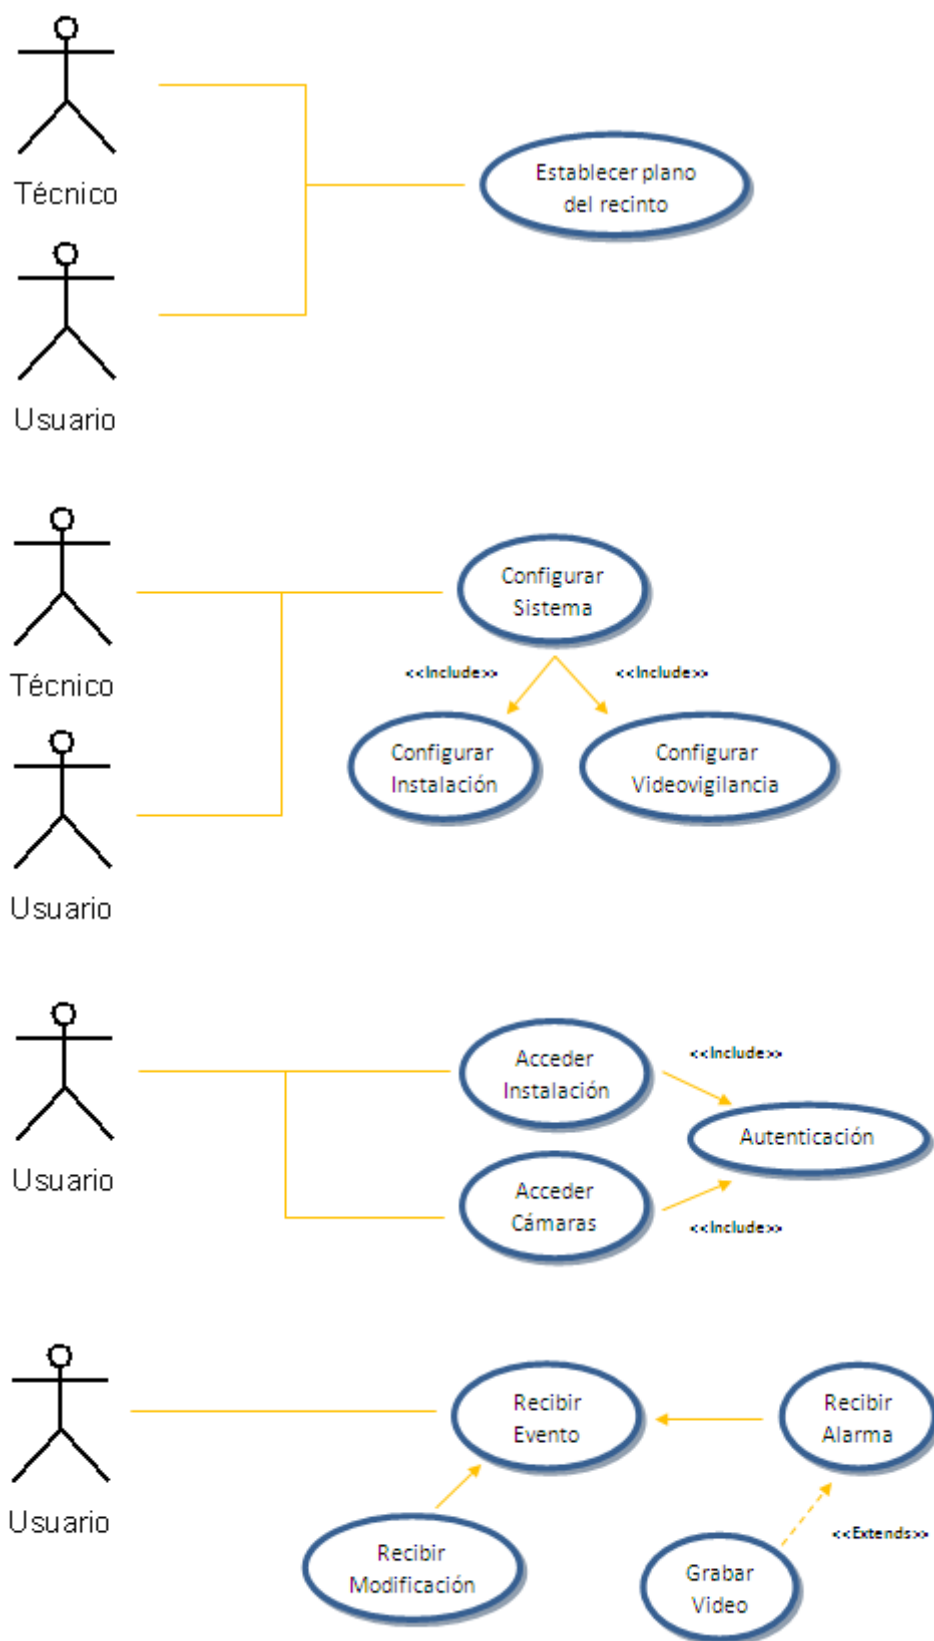 Técnico
Establecer plano
del recinto
Usuario
Técnico
Configurar
Sistema
<<Include>>
<<Include>>
Configurar
Instalación
Configurar
Videovigilancia
Usuario
Usuario
Acceder
Instalación
<<Include>>
Autenticación
Acceder
Cámaras
<<Include>>
Usuario
Recibir
Evento
Recibir
Alarma
<<Extends>>
Recibir
Modificación
Grabar
Video